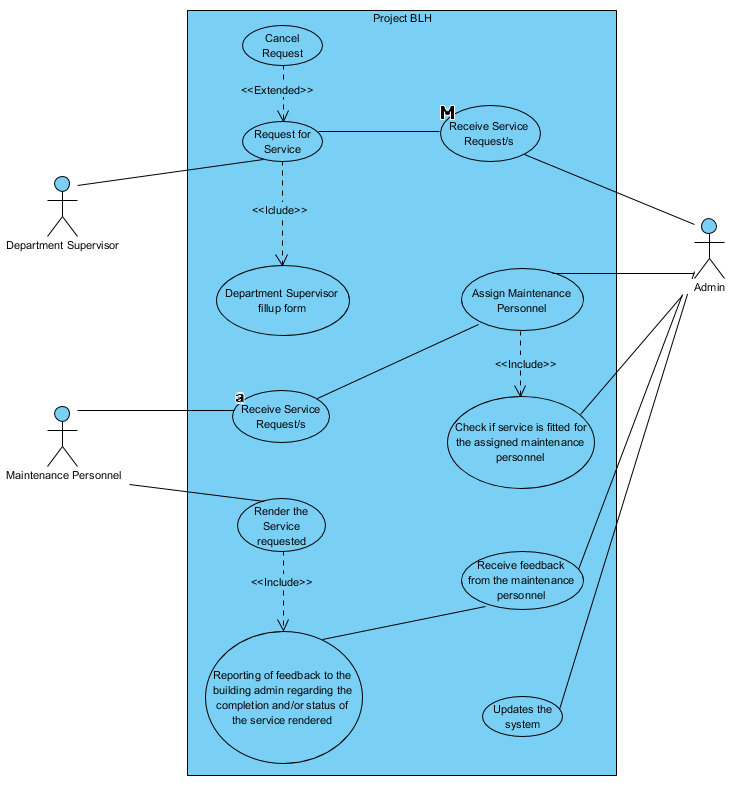 Project BLH
Cancel
Request
<<Extended>>
M
Request for
Service
Receive Service
Request/s
<<Iclude>>
Department Supervisor
Admin
Department Supervisor
fillup form
Assign Maintenance
Personnel
<<Include>>
a
Receive Service
Request/s
Check if service is fitted for
the assigned maintenance
personnel
Maintenance Personnel
Render the
Service
requested
<<Include>>
Receive feedback
from the maintenance
personnel
Reporting of feedback to the
building admin regarding the
completion and/or status of
the service rendered
Updates the
system